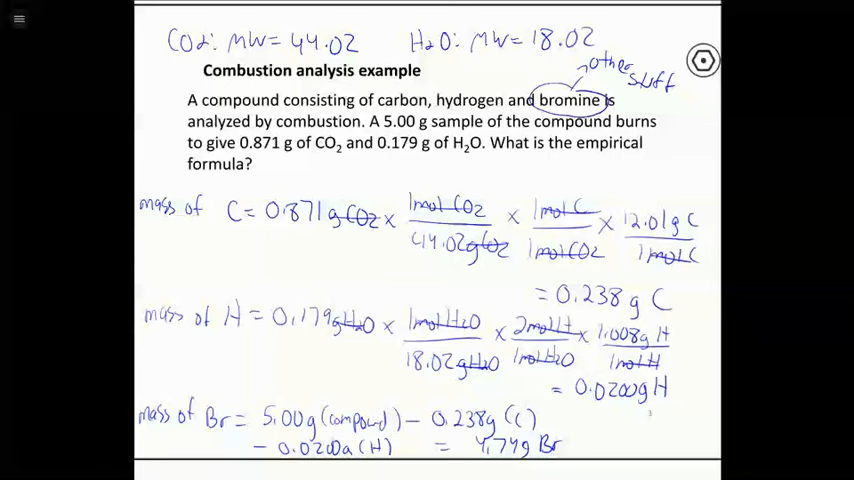 CO2: MW = 44.02 H2O: MW = 18.02
other stuff
Combustion analysis example
A compound consisting of carbon, hydrogen and bromine is
analyzed by combustion. A 5.00 g sample of the compound burns
to give 0.871 g of CO2 and 0.179 g of H2O. What is the empirical
formula?
mass of C = 0.871 g CO2 × 1 mol CO2 / 44.02 g CO2 × 1 mol C / 1 mol CO2 × 12.01 g C / 1 mol C
= 0.238 g C
mass of H = 0.179 g H2O × 1 mol H2O / 18.02 g H2O × 2 mol H / 1 mol H2O × 1.008 g H / 1 mol H
= 0.0200 g H
mass of Br = 5.00 g (compound) - 0.238 g (C)
- 0.0200 g (H) = 4.74 g Br